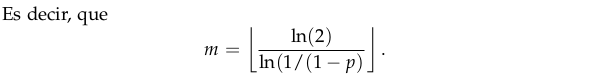 Es decir, que
m = ⌊ ln(2) / ln(1/(1 − p) ⌋ .